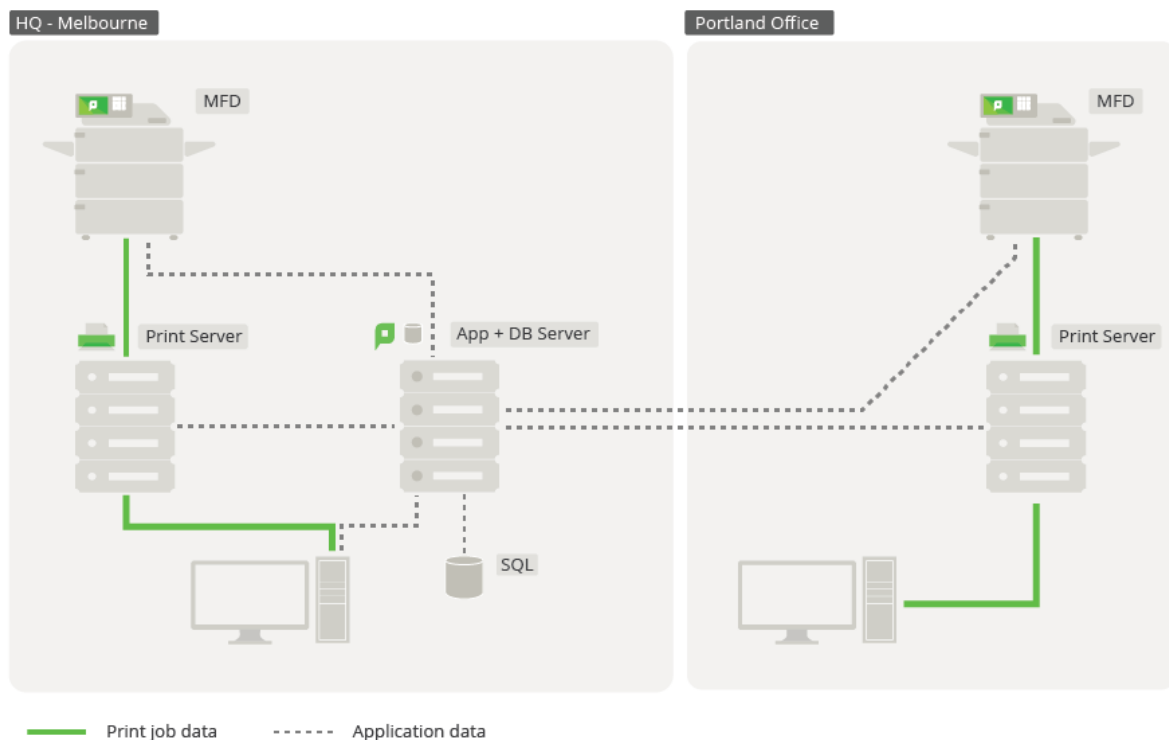 HQ - Melbourne
Portland Office
MFD
MFD
Print Server
App + DB Server
Print Server
SQL
Print job data
Application data